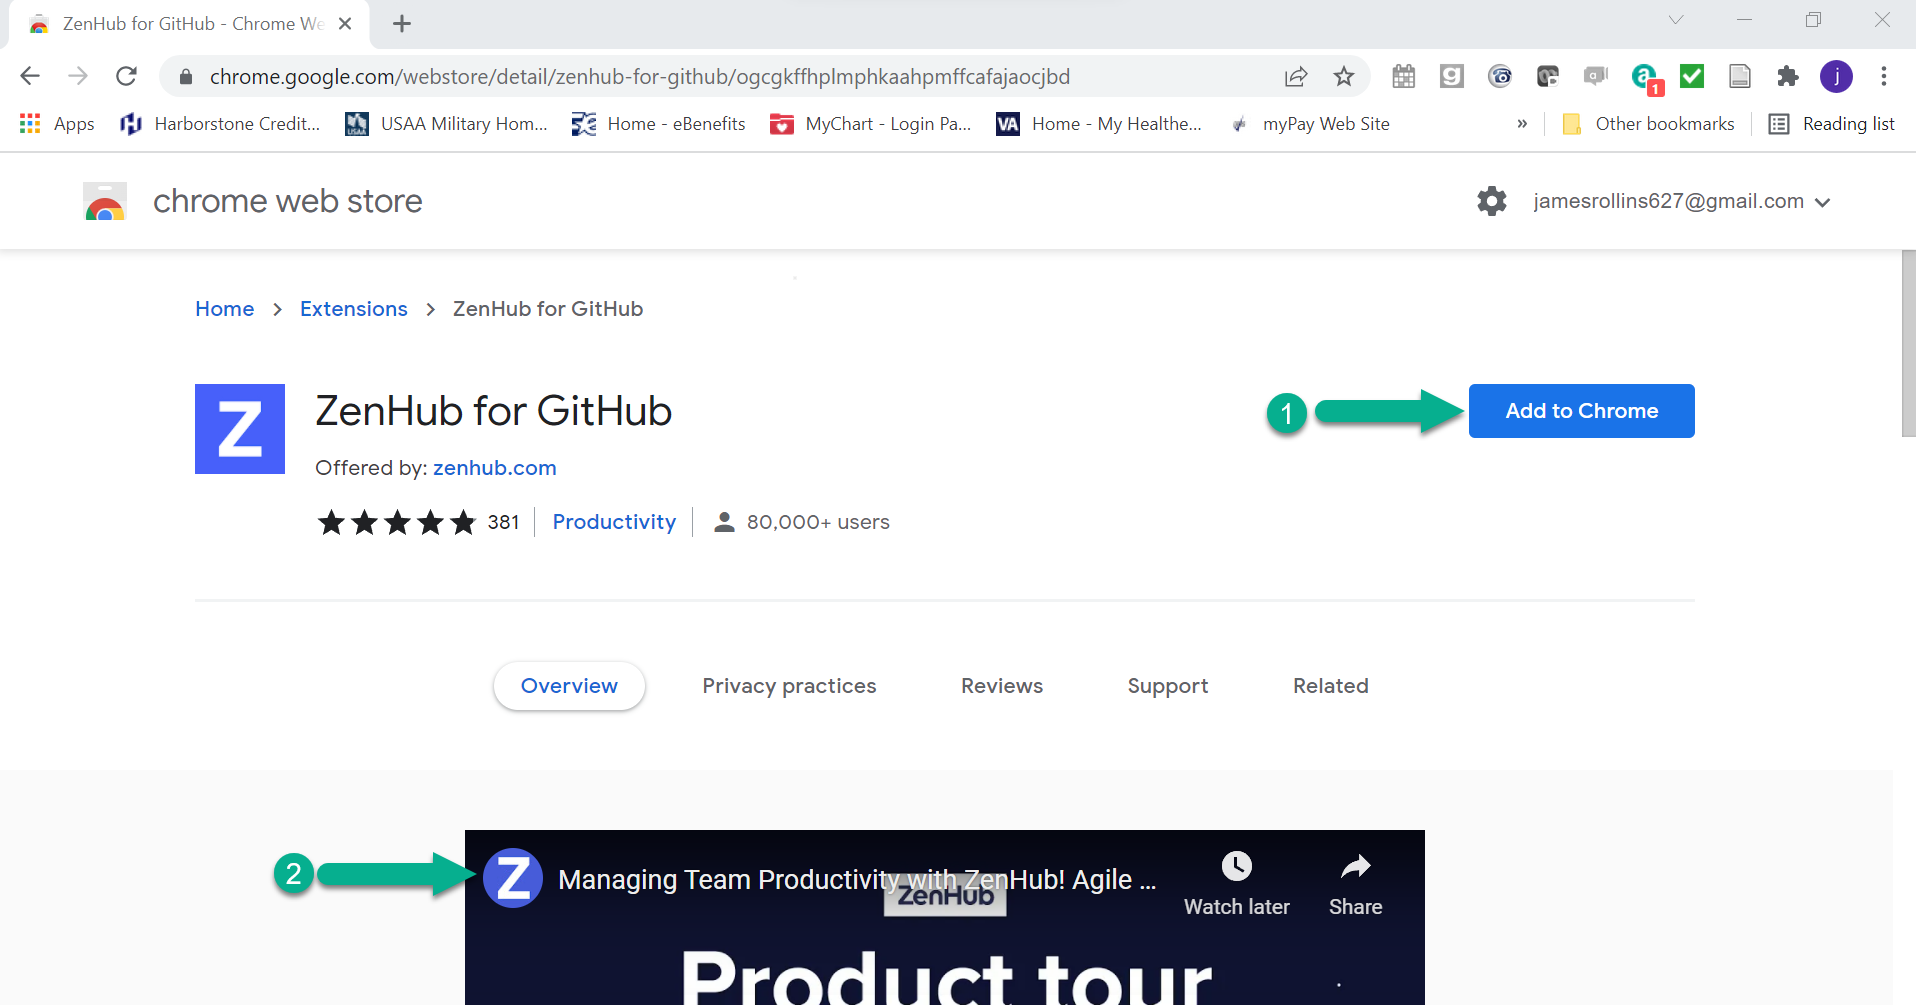 ZenHub for GitHub - Chrome We
chrome.google.com/webstore/detail/zenhub-for-github/ogcgkffhplmphkaahpmffcafajaocjbd
g
a
a
1
j
Apps
Harborstone Credit...
USAA
USAA Military Hom...
Home - eBenefits
MyChart - Login Pa...
VA
Home - My Healthe...
myPay Web Site
»
Other bookmarks
Reading list
chrome web store
jamesrollins627@gmail.com
Home > Extensions > ZenHub for GitHub
Z
ZenHub for GitHub
1
Add to Chrome
Offered by: zenhub.com
381
Productivity
80,000+ users
Overview
Privacy practices
Reviews
Support
Related
2
Z
Managing Team Productivity with ZenHub! Agile ...
Watch later
Share
ZenHub
Product tour